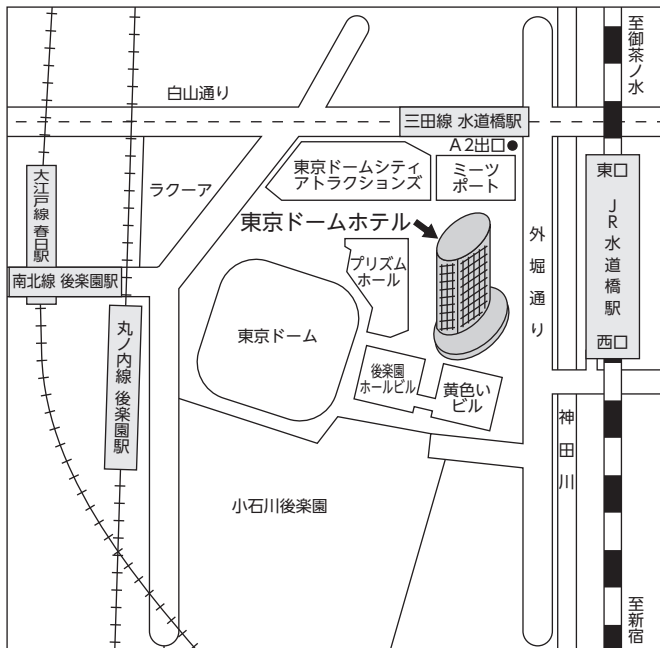 至御茶ノ水
白山通り
三田線 水道橋駅
A2出口
東京ドームシティ
アトラクションズ
ミーツ
ポート
ラクーア
大江戸線 春日駅
東口
JR水道橋駅
西口
東京ドームホテル
外堀通り
プリズム
ホール
南北線 後楽園駅
丸ノ内線 後楽園駅
東京ドーム
後楽園
ホールビル
黄色い
ビル
神田川
小石川後楽園
至新宿